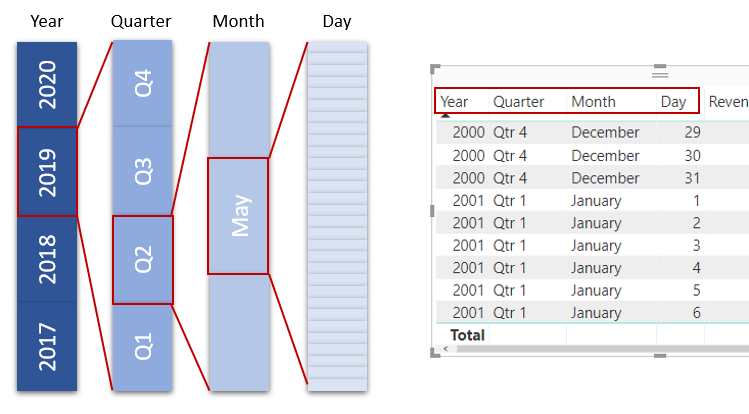 Year Quarter Month Day
2020 Q4
2019 Q3 May
2018 Q2
2017 Q1
Year Quarter Month Day Reven
2000 Qtr 4 December 29
2000 Qtr 4 December 30
2000 Qtr 4 December 31
2001 Qtr 1 January 1
2001 Qtr 1 January 2
2001 Qtr 1 January 3
2001 Qtr 1 January 4
2001 Qtr 1 January 5
2001 Qtr 1 January 6
Total